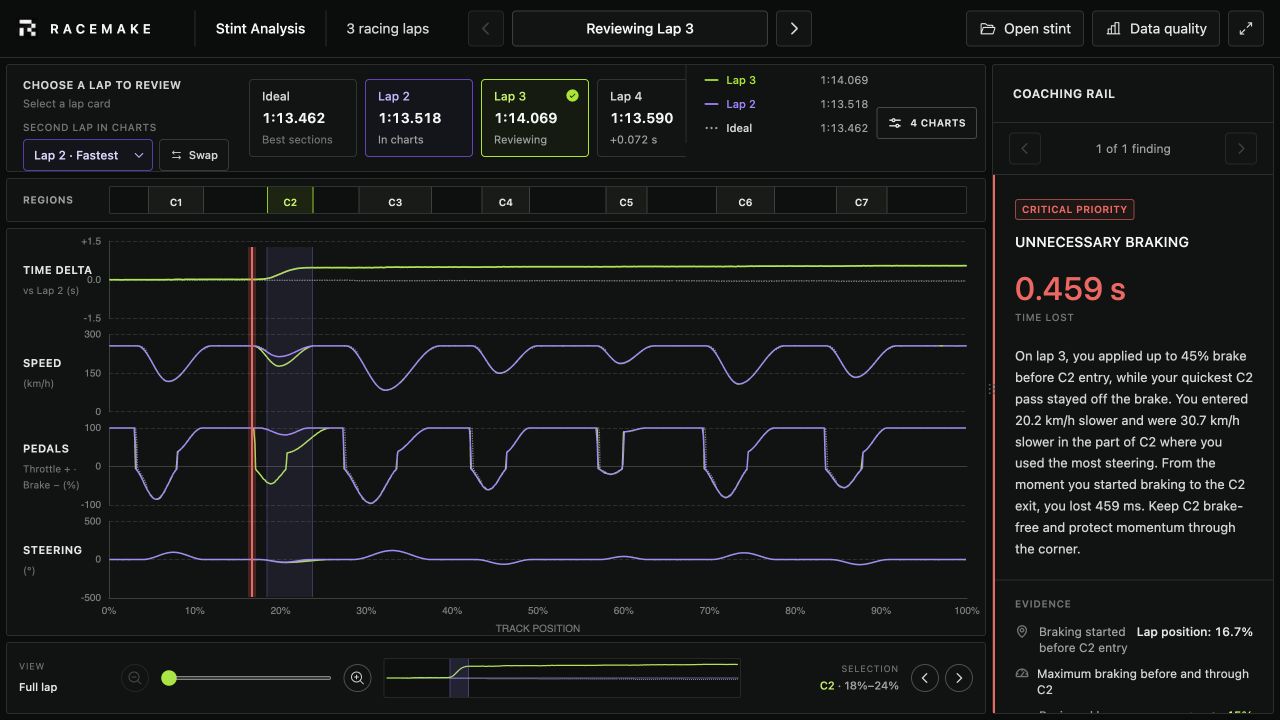 RACEMAKE
Stint Analysis
3 racing laps
Reviewing Lap 3
Open stint
Data quality
CHOOSE A LAP TO REVIEW
Select a lap card
SECOND LAP IN CHARTS
Lap 2 · Fastest
Swap
Ideal
1:13.462
Best sections
Lap 2
1:13.518
In charts
Lap 3
1:14.069
Reviewing
Lap 4
1:13.590
+0.072 s
Lap 3 1:14.069
Lap 2 1:13.518
Ideal 1:13.462
4 CHARTS
REGIONS
C1 C2 C3 C4 C5 C6 C7
TIME DELTA
vs Lap 2 (s)
+1.5
0.0
-1.5
SPEED
(km/h)
300
150
0
PEDALS
Throttle + ·
Brake − (%)
100
0
-100
STEERING
(°)
500
0
-500
0% 10% 20% 30% 40% 50% 60% 70% 80% 90% 100%
TRACK POSITION
VIEW
Full lap
SELECTION
C2 · 18%–24%
COACHING RAIL
1 of 1 finding
CRITICAL PRIORITY
UNNECESSARY BRAKING
0.459 s
TIME LOST
On lap 3, you applied up to 45% brake
before C2 entry, while your quickest C2
pass stayed off the brake. You entered
20.2 km/h slower and were 30.7 km/h
slower in the part of C2 where you
used the most steering. From the
moment you started braking to the C2
exit, you lost 459 ms. Keep C2 brake-
free and protect momentum through
the corner.
EVIDENCE
Braking started Lap position: 16.7%
before C2 entry
Maximum braking before and through
C2